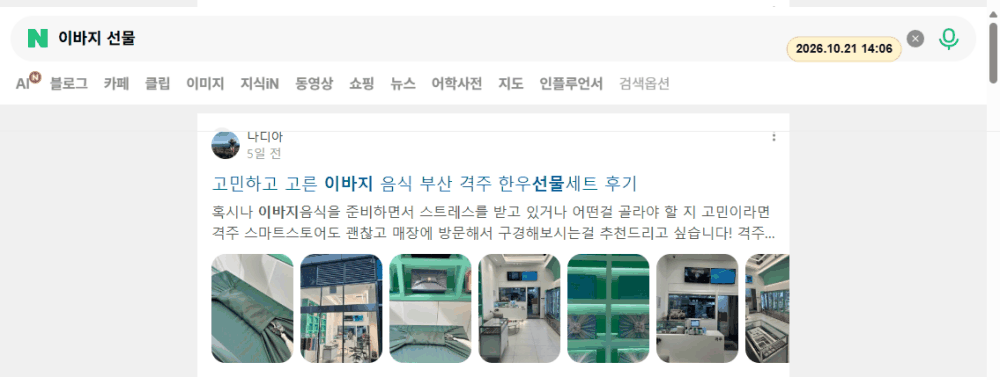 N 이바지 선물
2026.10.21 14:06
AI N 블로그 카페 클립 이미지 지식iN 동영상 쇼핑 뉴스 어학사전 지도 인플루언서 검색옵션
나디아
5일 전
고민하고 고른 이바지 음식 부산 격주 한우선물세트 후기
혹시나 이바지음식을 준비하면서 스트레스를 받고 있거나 어떤걸 골라야 할 지 고민이라면
격주 스마트스토어도 괜찮고 매장에 방문해서 구경해보시는걸 추천드리고 싶습니다! 격주...